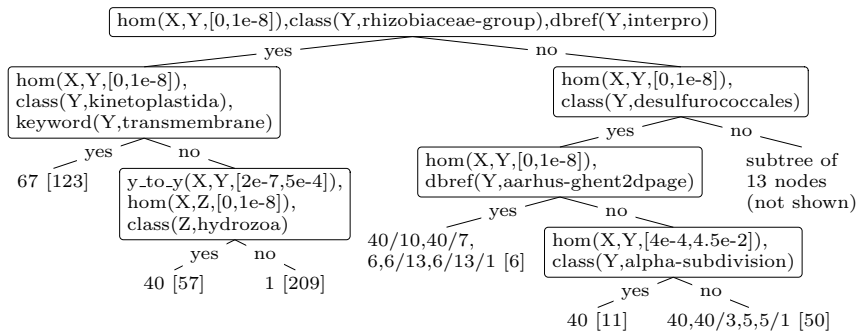 hom(X,Y,[0,1e-8]),class(Y,rhizobiaceae-group),dbref(Y,interpro)
yes
no
hom(X,Y,[0,1e-8]),
class(Y,kinetoplastida),
keyword(Y,transmembrane)
hom(X,Y,[0,1e-8]),
class(Y,desulfurococcales)
yes
no
yes
no
67 [123]
y_to_y(X,Y,[2e-7,5e-4]),
hom(X,Z,[0,1e-8]),
class(Z,hydrozoa)
hom(X,Y,[0,1e-8]),
dbref(Y,aarhus-ghent2dpage)
subtree of
13 nodes
(not shown)
yes
no
yes
no
40 [57]
1 [209]
40/10,40/7,
6,6/13,6/13/1 [6]
hom(X,Y,[4e-4,4.5e-2]),
class(Y,alpha-subdivision)
yes
no
40 [11]
40,40/3,5,5/1 [50]